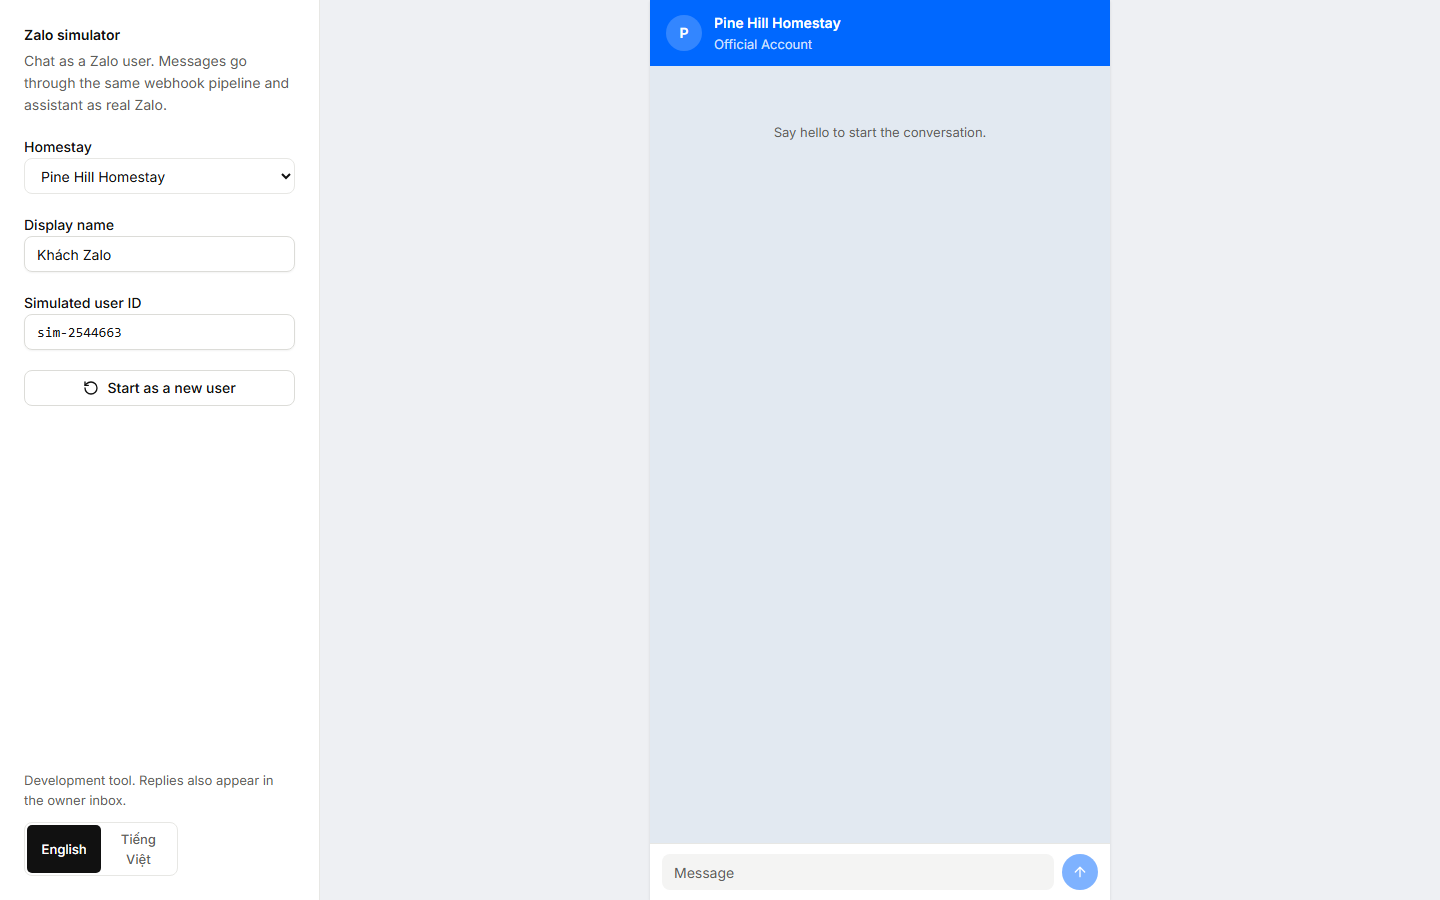 Zalo simulator
Chat as a Zalo user. Messages go
through the same webhook pipeline and
assistant as real Zalo.
Homestay
Pine Hill Homestay
Display name
Khách Zalo
Simulated user ID
sim-2544663
Start as a new user
Development tool. Replies also appear in
the owner inbox.
English
Tiếng
Việt
P
Pine Hill Homestay
Official Account
Say hello to start the conversation.
Message